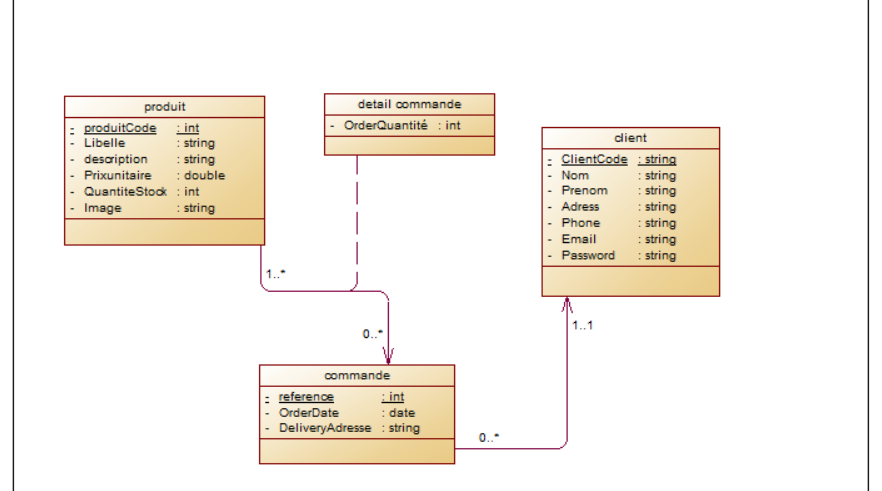 produit
- produitCode : int
- Libelle : string
- description : string
- Prixunitaire : double
- QuantiteStock : int
- Image : string
detail commande
- OrderQuantité : int
client
- ClientCode : string
- Nom : string
- Prenom : string
- Adress : string
- Phone : string
- Email : string
- Password : string
1..*
0..*
1..1
commande
- reference : int
- OrderDate : date
- DeliveryAdresse : string
0..*